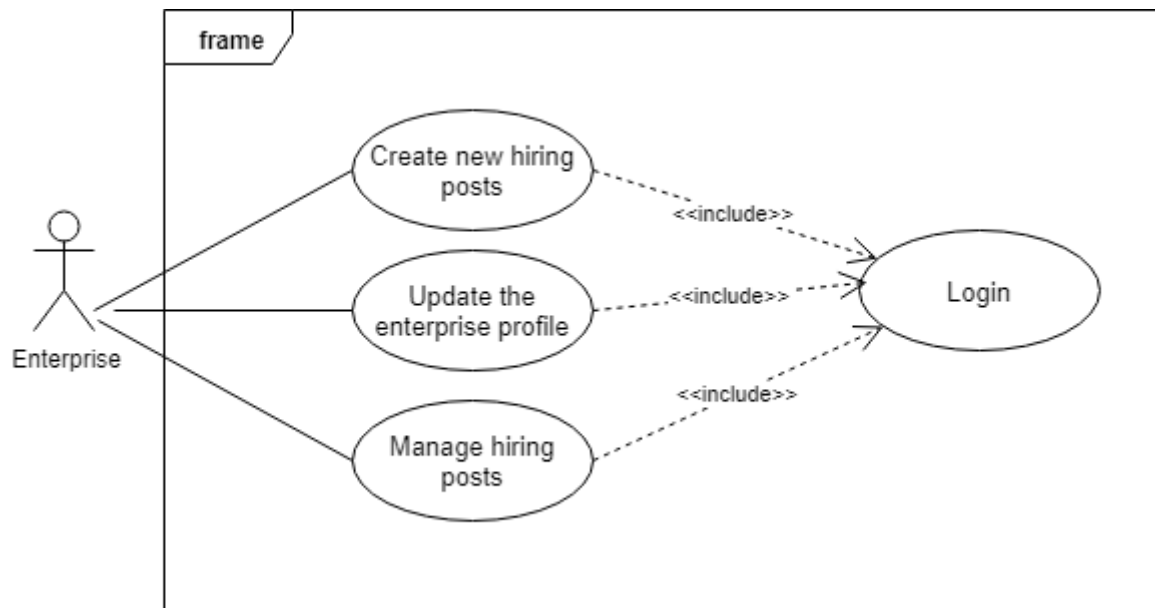 frame
Create new hiring
posts
<<include>>
Update the
enterprise profile
<<include>>
Login
Enterprise
Manage hiring
posts
<<include>>